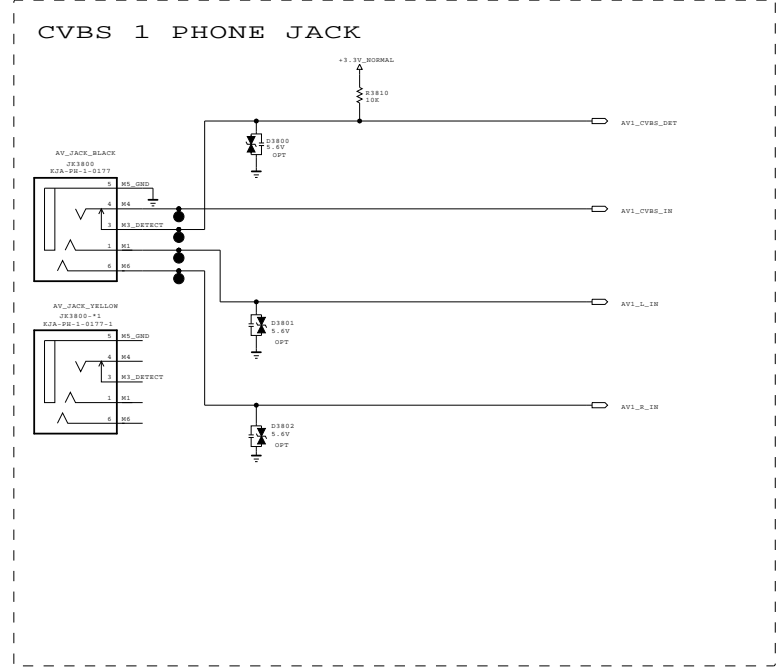 CVBS 1 PHONE JACK
+3.3V_NORMAL
R3810
10K
AV1_CVBS_DET
D3800
5.6V
OPT
AV_JACK_BLACK
JK3800
KJA-PH-1-0177
5 M5_GND
4 M4
AV1_CVBS_IN
3 M3_DETECT
1 M1
6 M6
AV1_L_IN
D3801
5.6V
OPT
AV_JACK_YELLOW
JK3800-*1
KJA-PH-1-0177-1
5 M5_GND
4 M4
3 M3_DETECT
1 M1
6 M6
AV1_R_IN
D3802
5.6V
OPT